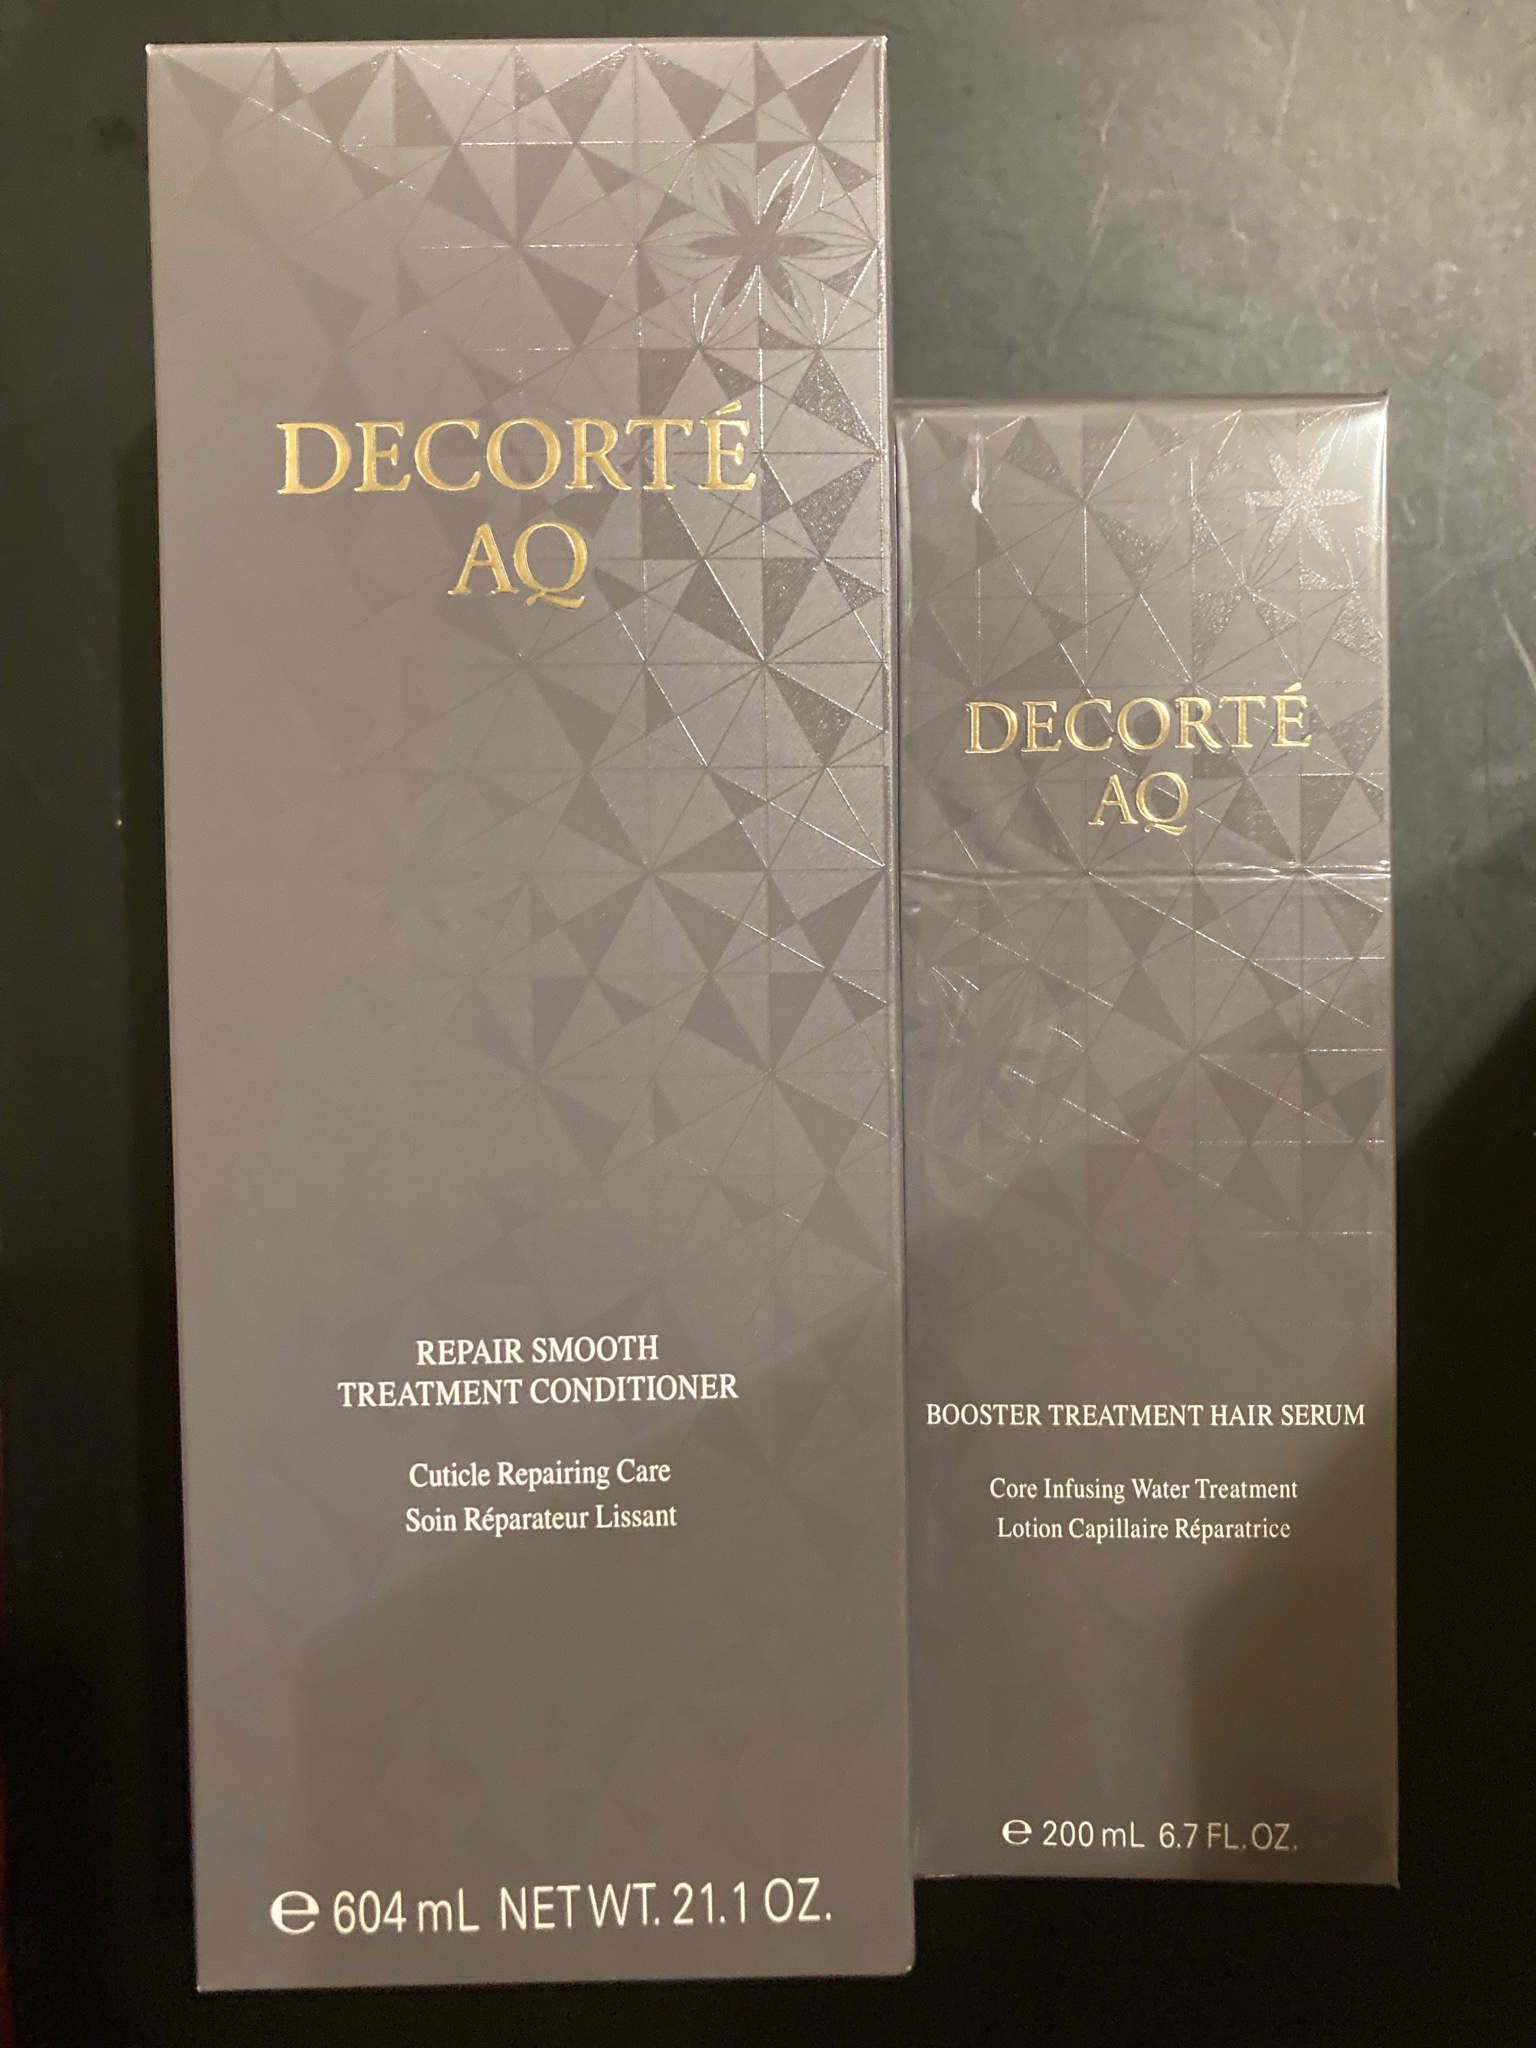 DECORTÉ
AQ
REPAIR SMOOTH
TREATMENT CONDITIONER
Cuticle Repairing Care
Soin Réparateur Lissant
℮ 604 mL NET WT. 21.1 OZ.
DECORTÉ
AQ
BOOSTER TREATMENT HAIR SERUM
Core Infusing Water Treatment
Lotion Capillaire Réparatrice
℮ 200 mL 6.7 FL.OZ.